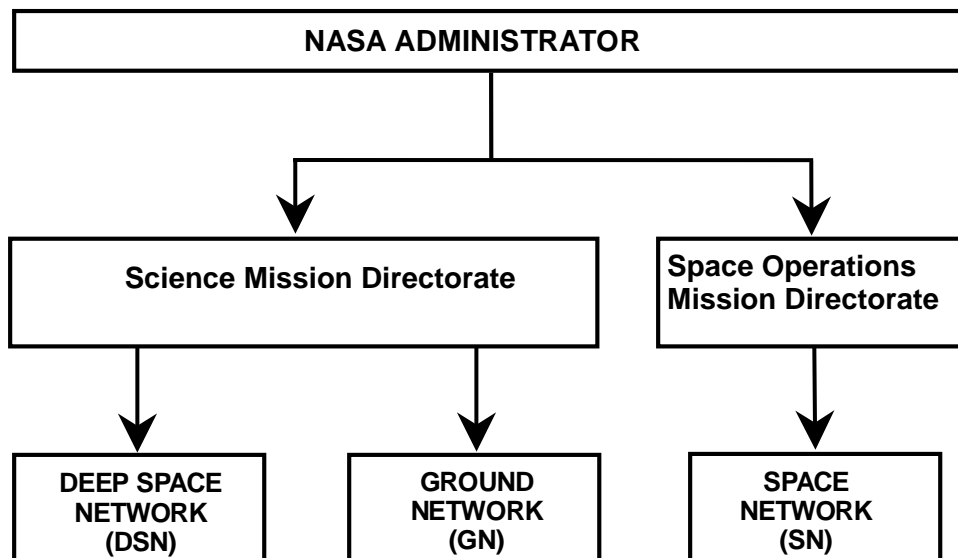 NASA ADMINISTRATOR
Science Mission Directorate
Space Operations
Mission Directorate
DEEP SPACE
NETWORK
(DSN)
GROUND
NETWORK
(GN)
SPACE
NETWORK
(SN)